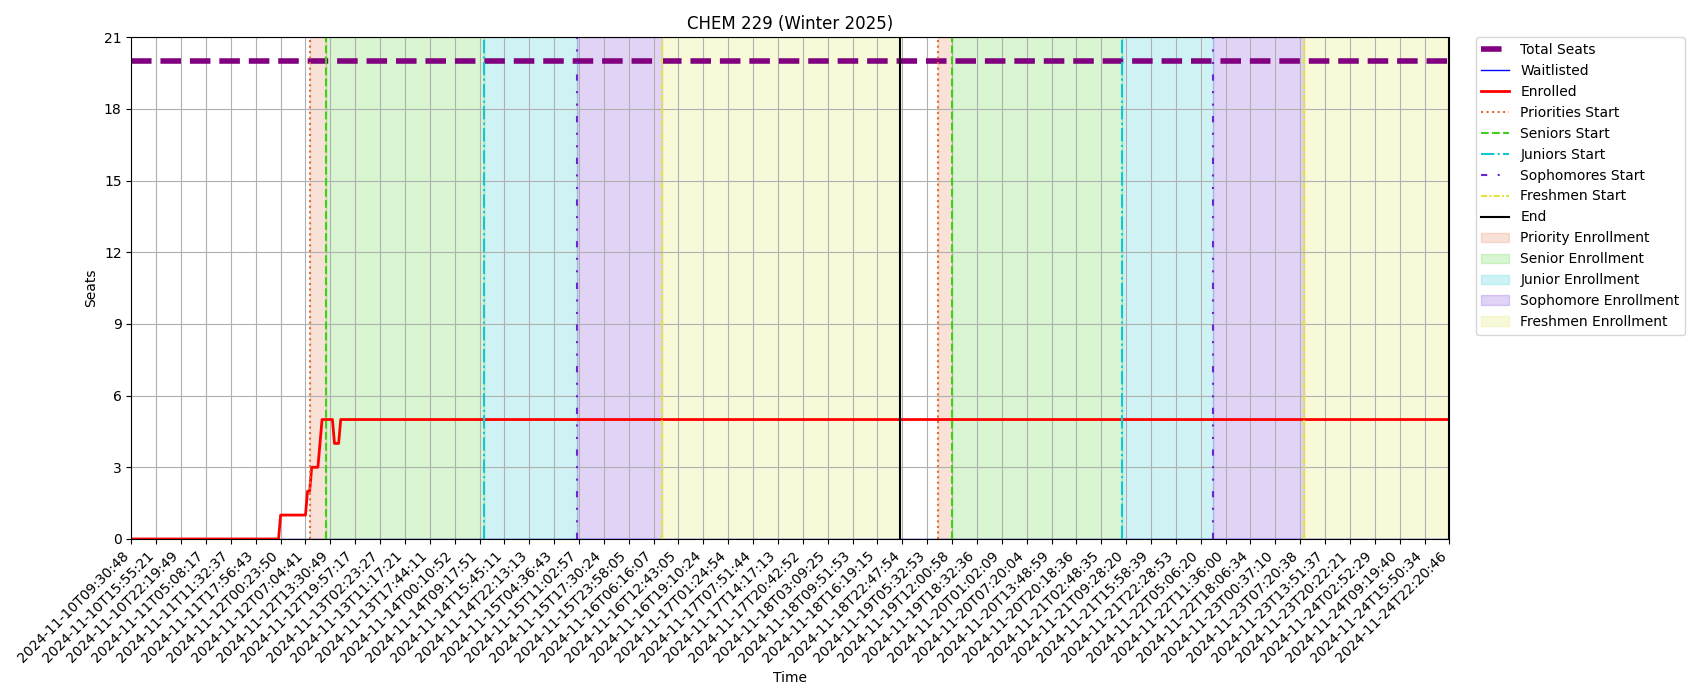 CHEM 229 (Winter 2025)
21
18
15
12
9
6
3
0
Seats
2024-11-10T09:30:48
2024-11-10T15:55:21
2024-11-10T22:19:49
2024-11-11T05:08:17
2024-11-11T11:32:37
2024-11-11T17:56:43
2024-11-12T00:23:50
2024-11-12T07:04:41
2024-11-12T13:30:49
2024-11-12T19:57:17
2024-11-13T02:23:27
2024-11-13T11:17:21
2024-11-13T17:44:11
2024-11-14T00:10:52
2024-11-14T09:17:51
2024-11-14T15:45:11
2024-11-14T22:13:13
2024-11-15T04:36:43
2024-11-15T11:02:57
2024-11-15T17:30:24
2024-11-15T23:58:05
2024-11-16T06:16:07
2024-11-16T12:43:05
2024-11-16T19:10:24
2024-11-17T01:24:54
2024-11-17T07:51:44
2024-11-17T14:17:13
2024-11-17T20:42:52
2024-11-18T03:09:25
2024-11-18T09:51:53
2024-11-18T16:19:15
2024-11-18T22:47:54
2024-11-19T05:32:53
2024-11-19T12:00:58
2024-11-19T18:32:36
2024-11-20T01:02:09
2024-11-20T07:20:04
2024-11-20T13:48:59
2024-11-20T20:18:36
2024-11-21T02:48:35
2024-11-21T09:28:20
2024-11-21T15:58:39
2024-11-21T22:28:53
2024-11-22T05:06:20
2024-11-22T11:36:00
2024-11-22T18:06:34
2024-11-23T00:37:10
2024-11-23T07:20:38
2024-11-23T13:51:37
2024-11-23T20:22:21
2024-11-24T02:52:29
2024-11-24T09:19:40
2024-11-24T15:50:34
2024-11-24T22:20:46
Time
Total Seats
Waitlisted
Enrolled
Priorities Start
Seniors Start
Juniors Start
Sophomores Start
Freshmen Start
End
Priority Enrollment
Senior Enrollment
Junior Enrollment
Sophomore Enrollment
Freshmen Enrollment